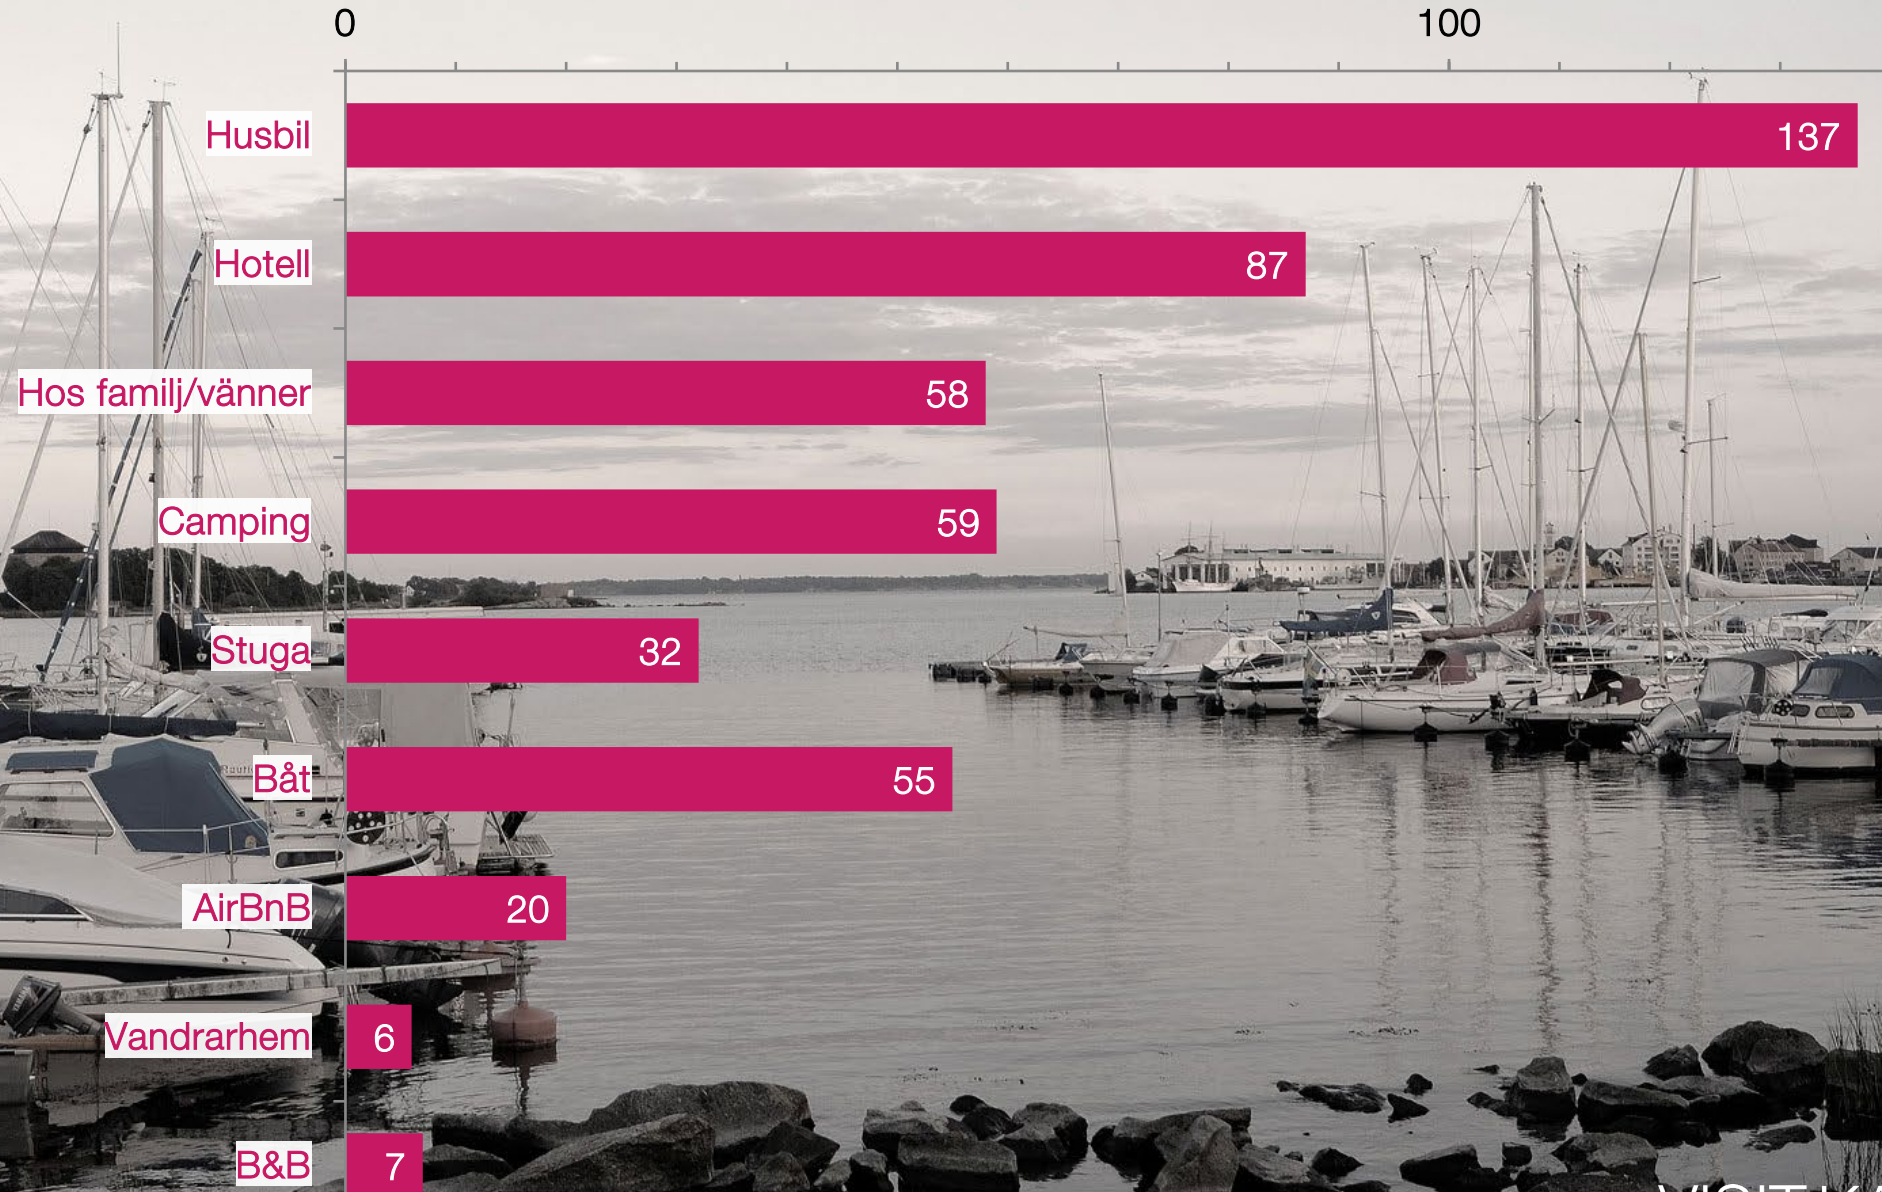 0 100
Husbil 137
Hotell 87
Hos familj/vänner 58
Camping 59
Stuga 32
Båt 55
AirBnB 20
Vandrarhem 6
B&B 7